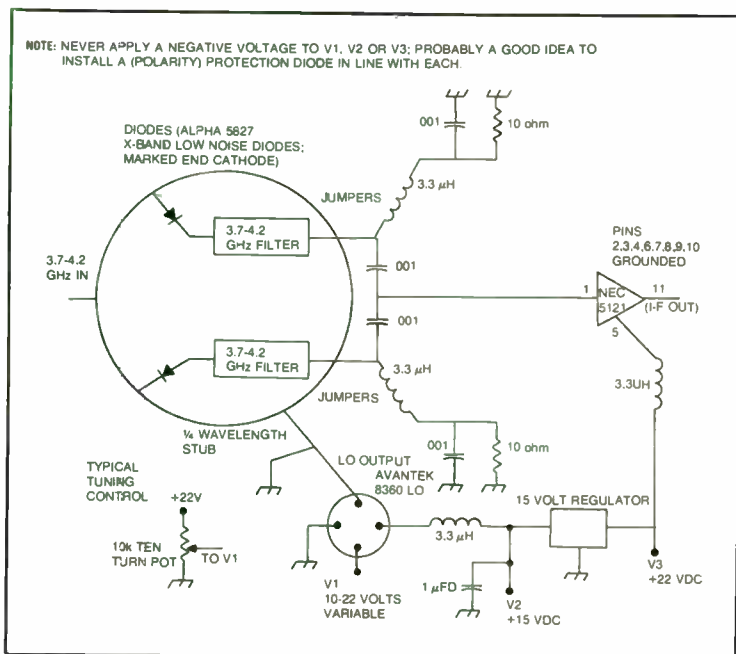 NOTE: NEVER APPLY A NEGATIVE VOLTAGE TO V1, V2 OR V3; PROBABLY A GOOD IDEA TO
INSTALL A (POLARITY) PROTECTION DIODE IN LINE WITH EACH.
001
10 ohm
DIODES (ALPHA 5827
X-BAND LOW NOISE DIODES;
MARKED END CATHODE)
3.3 µH
JUMPERS
3.7-4.2
GHz FILTER
PINS
2,3,4,6,7,8,9,10
GROUNDED
3.7-4.2
GHz IN
001
1
NEC
5121
11
(I-F OUT)
5
001
3.7-4.2
GHz FILTER
3.3 µH
3.3UH
JUMPERS
¼ WAVELENGTH
STUB
001
10 ohm
TYPICAL
TUNING
CONTROL
LO OUTPUT
AVANTEK
8360 LO
15 VOLT REGULATOR
+22V
3.3 µH
10k TEN
TURN POT
TO V1
V3
+22 VDC
V1
10-22 VOLTS
VARIABLE
1 µFD
V2
+15 VDC